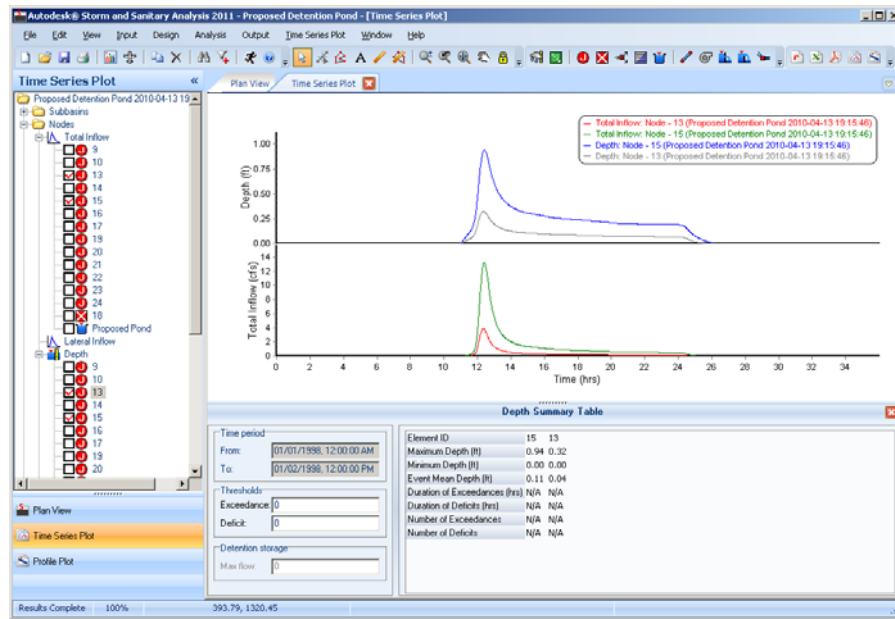 Autodesk® Storm and Sanitary Analysis 2011 - Proposed Detention Pond - [Time Series Plot]
File Edit View Input Design Analysis Output Time Series Plot Window Help
Time Series Plot «
Plan View Time Series Plot
Proposed Detention Pond 2010-04-13 19
Subbasins
Nodes
Total Inflow
9
10
13
14
15
16
17
19
20
21
22
23
24
18
Proposed Pond
Lateral Inflow
Depth
9
10
13
14
15
16
17
19
20
Plan View
Time Series Plot
Profile Plot
Total Inflow: Node - 13 (Proposed Detention Pond 2010-04-13 19:15:46)
Total Inflow: Node - 15 (Proposed Detention Pond 2010-04-13 19:15:46)
Depth: Node - 15 (Proposed Detention Pond 2010-04-13 19:15:46)
Depth: Node - 13 (Proposed Detention Pond 2010-04-13 19:15:46)
Depth (ft)
1.00
0.75
0.50
0.25
0.00
Total Inflow (cfs)
14
12
10
8
6
4
2
0
0 2 4 6 8 10 12 14 16 18 20 22 24 26 28 30 32 34
Time (hrs)
Depth Summary Table
Time period
From: 01/01/1998, 12:00:00 AM
To: 01/02/1998, 12:00:00 PM
Thresholds
Exceedance: 0
Deficit: 0
Detention storage
Max flow: 0
Element ID 15 13
Maximum Depth (ft) 0.94 0.32
Minimum Depth (ft) 0.00 0.00
Event Mean Depth (ft) 0.11 0.04
Duration of Exceedances (hrs) N/A N/A
Duration of Deficits (hrs) N/A N/A
Number of Exceedances N/A N/A
Number of Deficits N/A N/A
Results Complete 100% 393.79, 1320.45